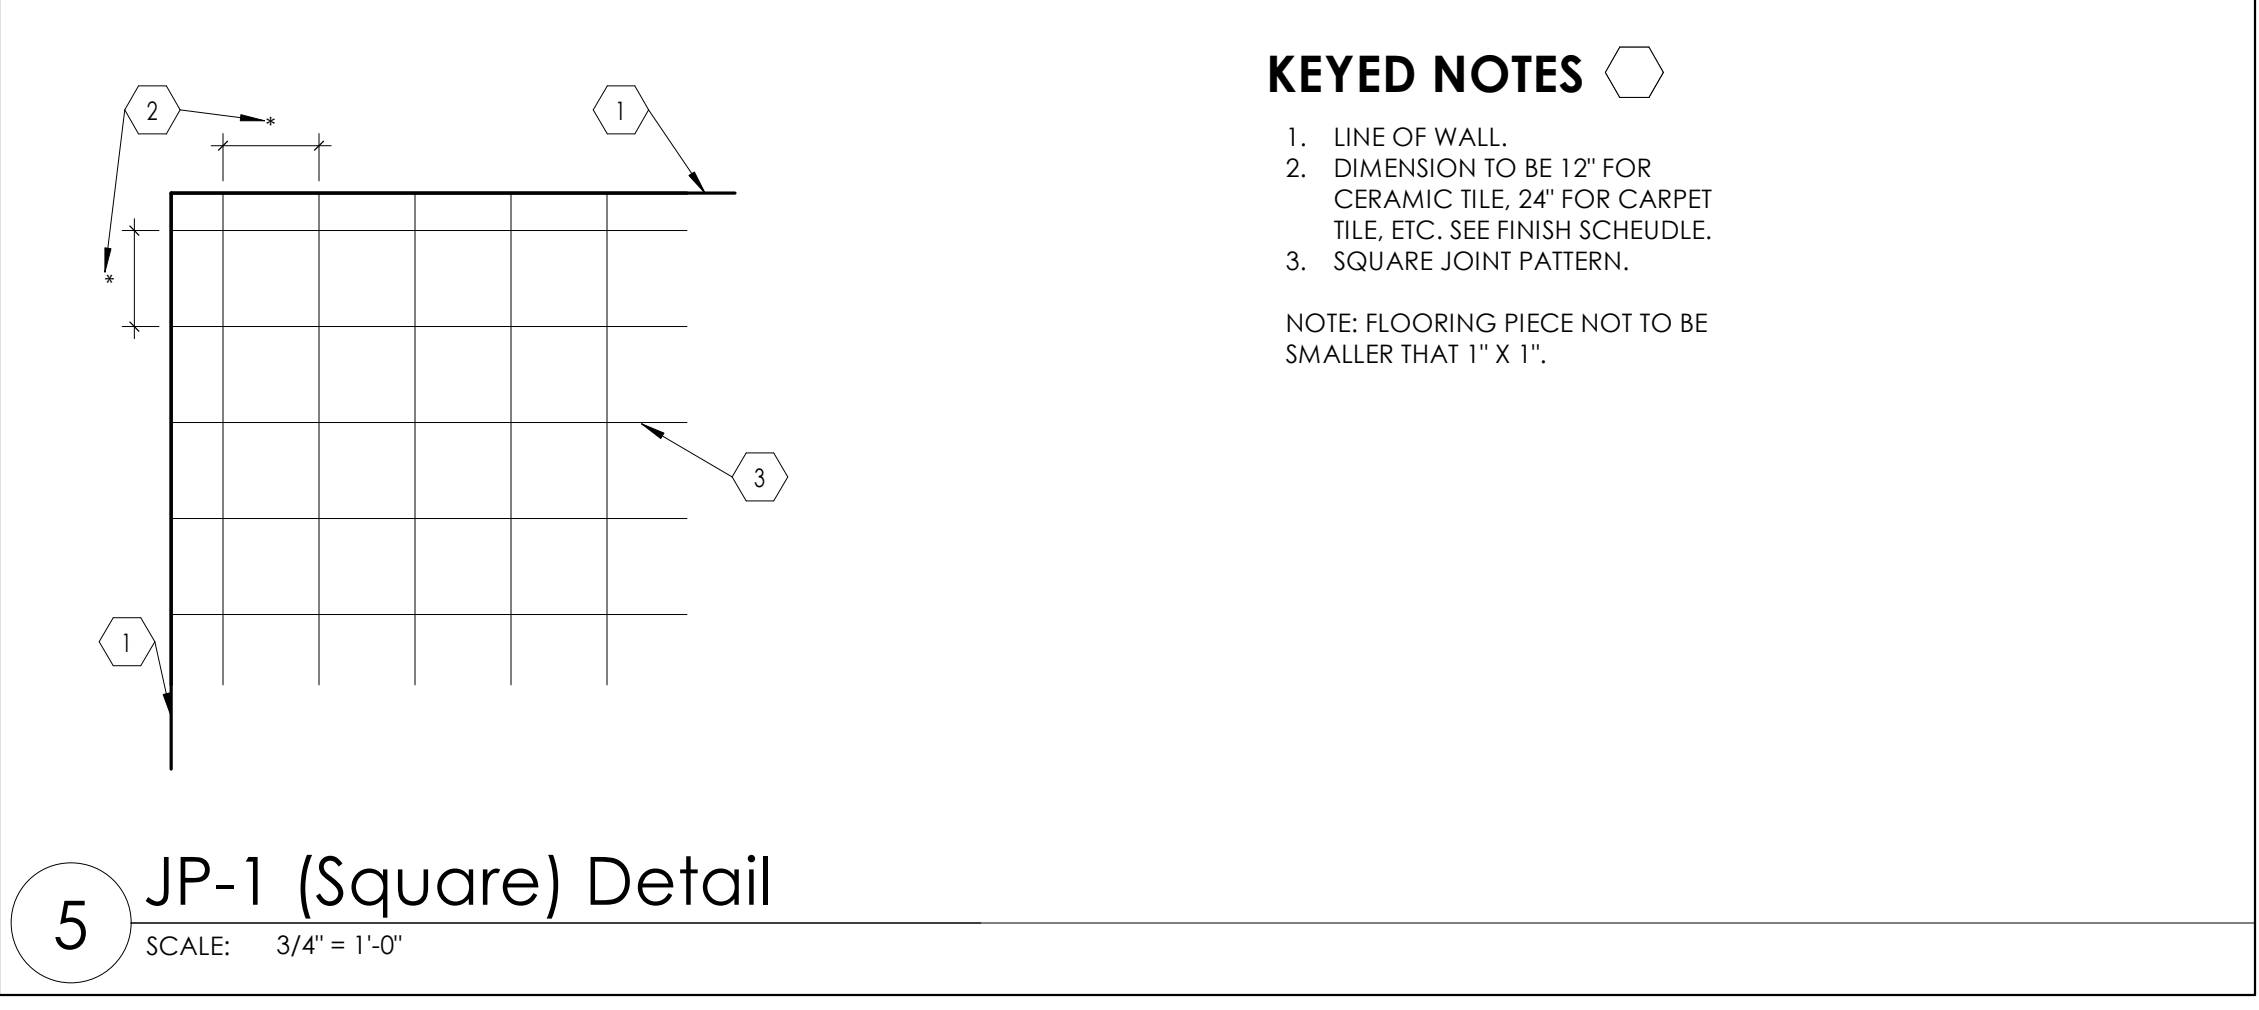 KEYED NOTES
2
*
1
*
1. LINE OF WALL.
2. DIMENSION TO BE 12" FOR
CERAMIC TILE, 24" FOR CARPET
TILE, ETC. SEE FINISH SCHEUDLE.
3. SQUARE JOINT PATTERN.
NOTE: FLOORING PIECE NOT TO BE
SMALLER THAT 1" X 1".
3
1
JP-1 (Square) Detail
5
SCALE: 3/4" = 1'-0"